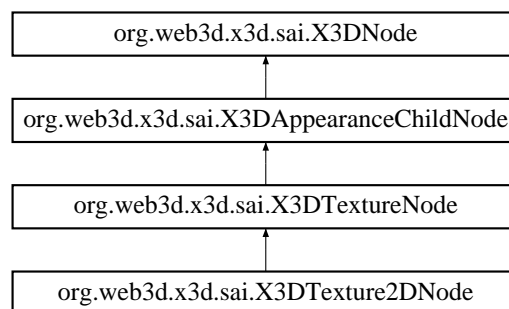 org.web3d.x3d.sai.X3DNode
org.web3d.x3d.sai.X3DAppearanceChildNode
org.web3d.x3d.sai.X3DTextureNode
org.web3d.x3d.sai.X3DTexture2DNode